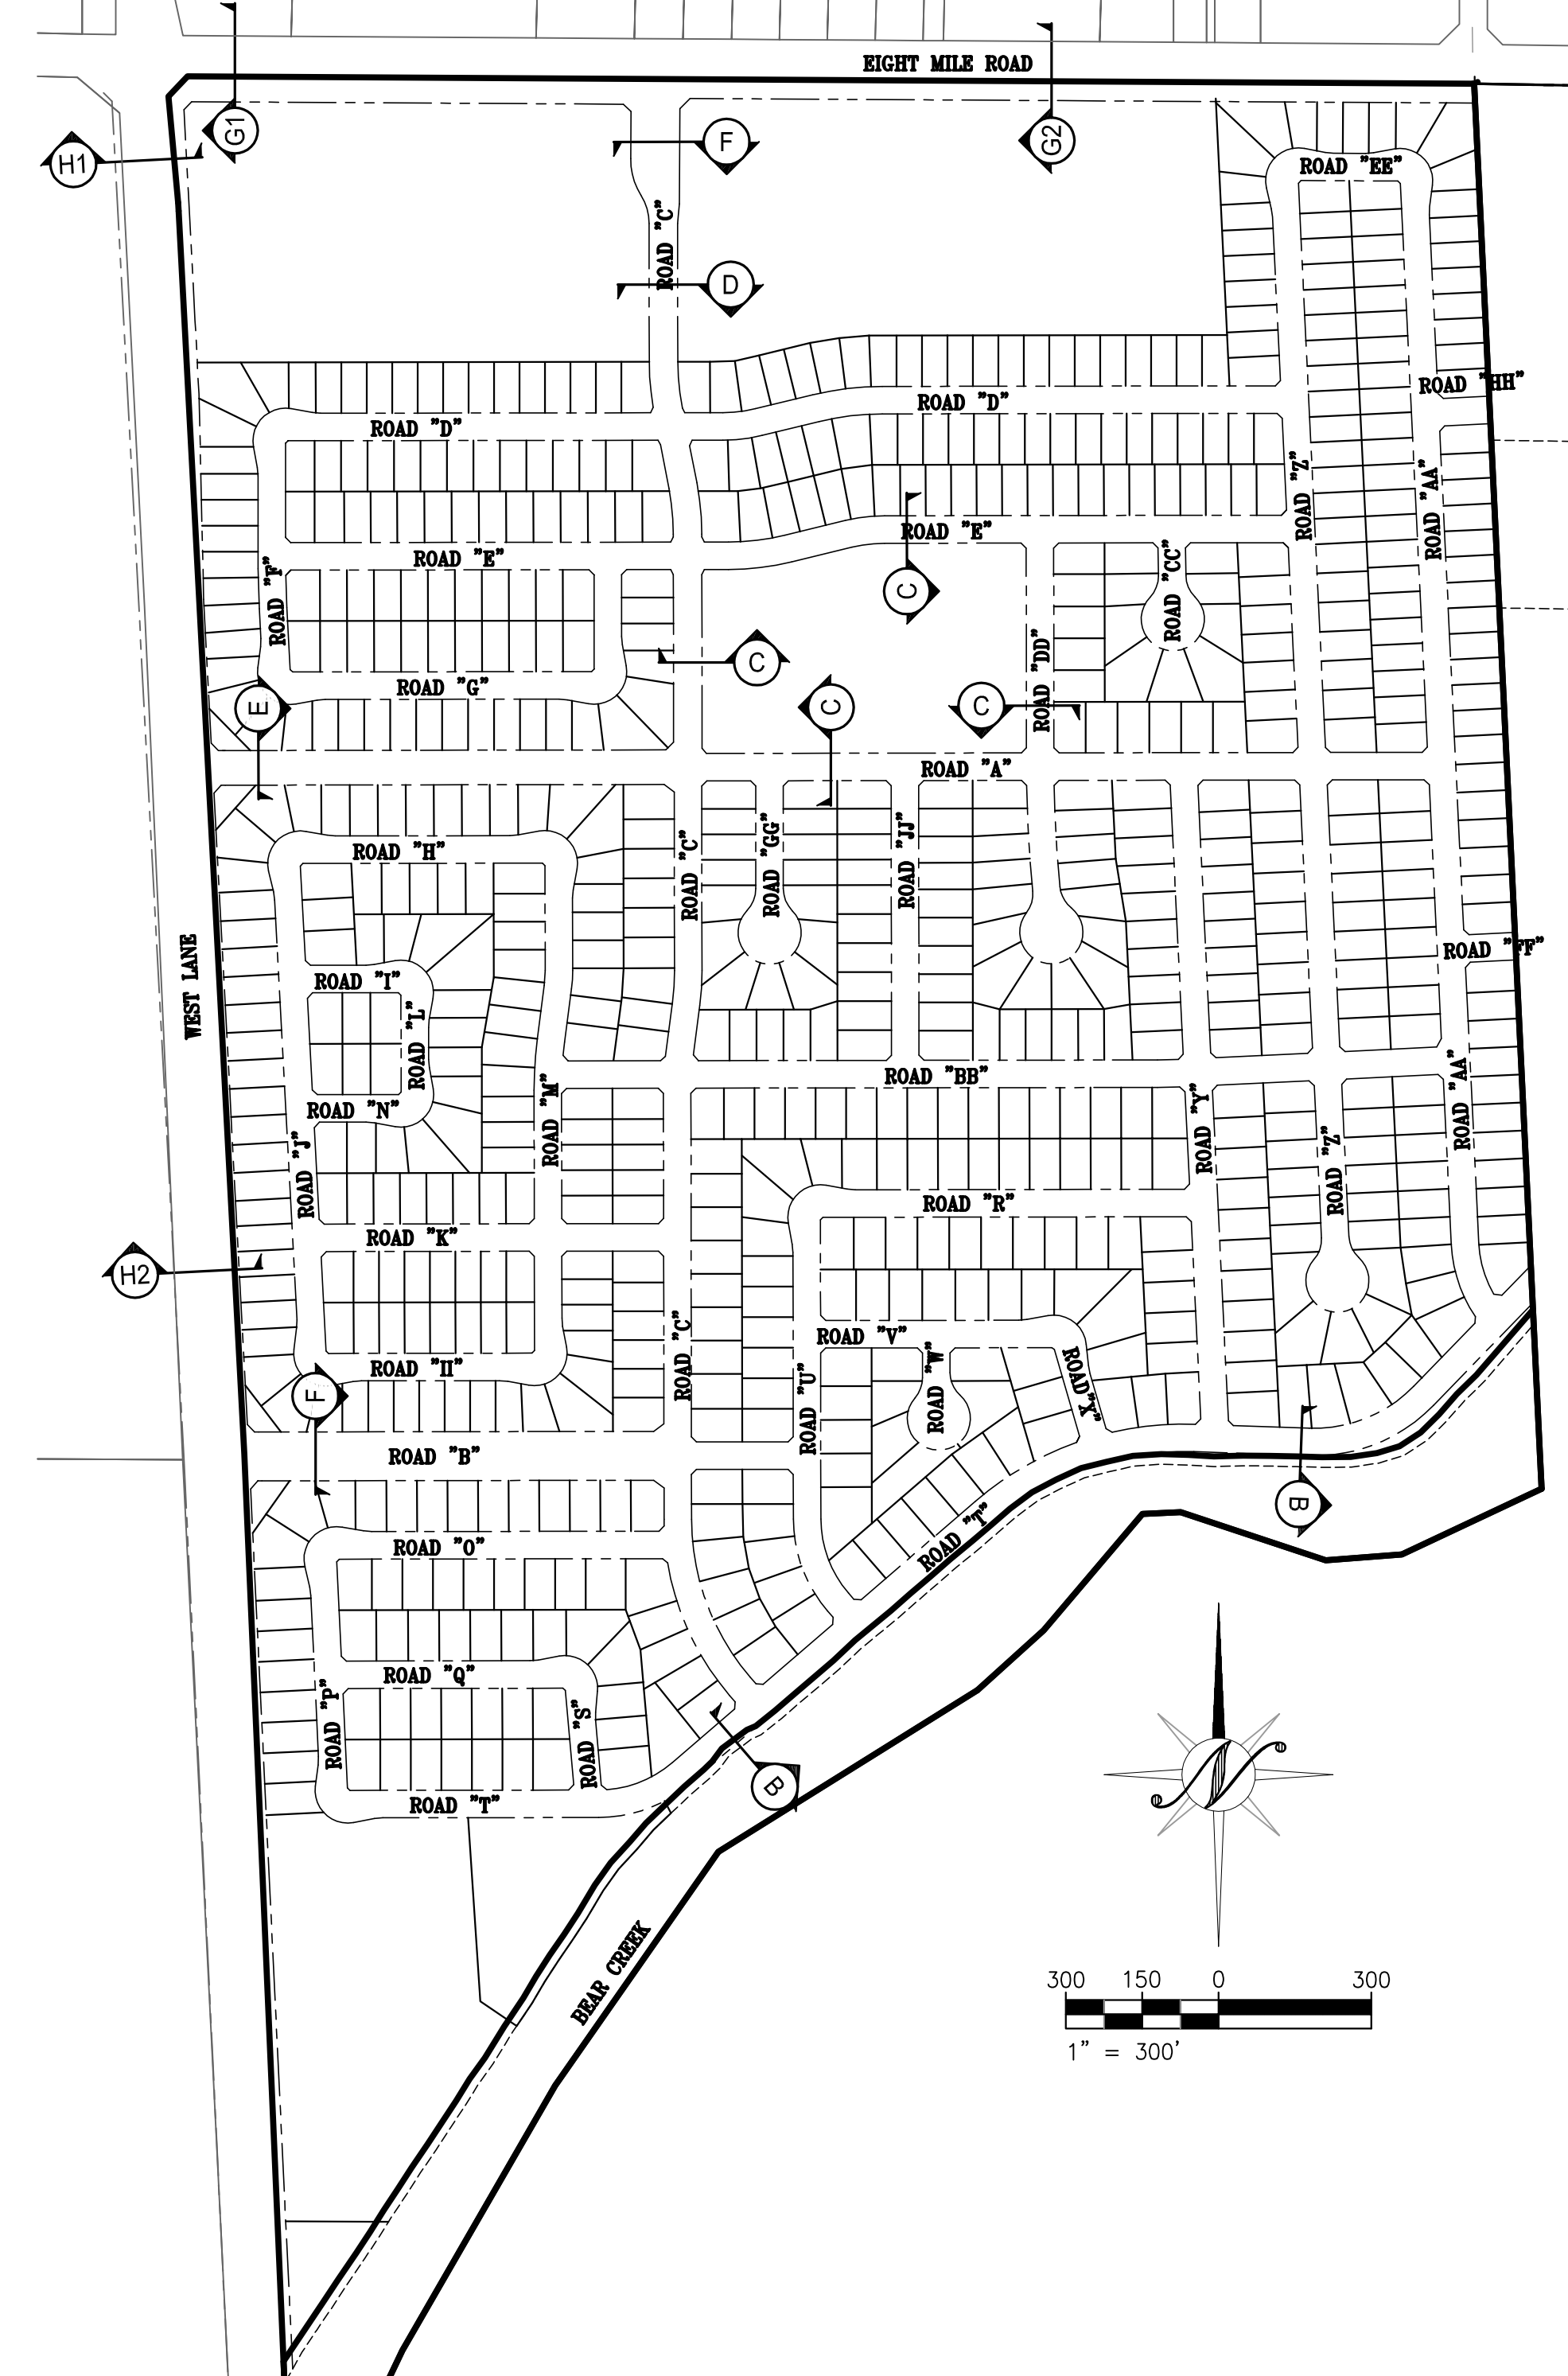 EIGHT MILE ROAD
G1
F
G2
H1
ROAD "EE"
ROAD "C"
D
ROAD "HH"
ROAD "D"
ROAD "D"
ROAD "Z"
ROAD "AA"
ROAD "E"
ROAD "E"
ROAD "F"
ROAD "CC"
C
C
ROAD "DD"
ROAD "G"
E
C
C
ROAD "A"
ROAD "H"
ROAD "C"
ROAD "GG"
ROAD "JJ"
WEST LANE
ROAD "FF"
ROAD "I"
ROAD "L"
ROAD "BB"
ROAD "N"
ROAD "M"
ROAD "Y"
ROAD "AA"
ROAD "J"
ROAD "Z"
ROAD "R"
ROAD "K"
H2
ROAD "V"
ROAD "C"
ROAD "H"
ROAD "U"
ROAD "W"
ROAD "X"
F
ROAD "B"
B
ROAD "O"
ROAD "T"
ROAD "Q"
ROAD "P"
ROAD "S"
B
ROAD "T"
N
BEAR CREEK
300 150 0 300
1" = 300'